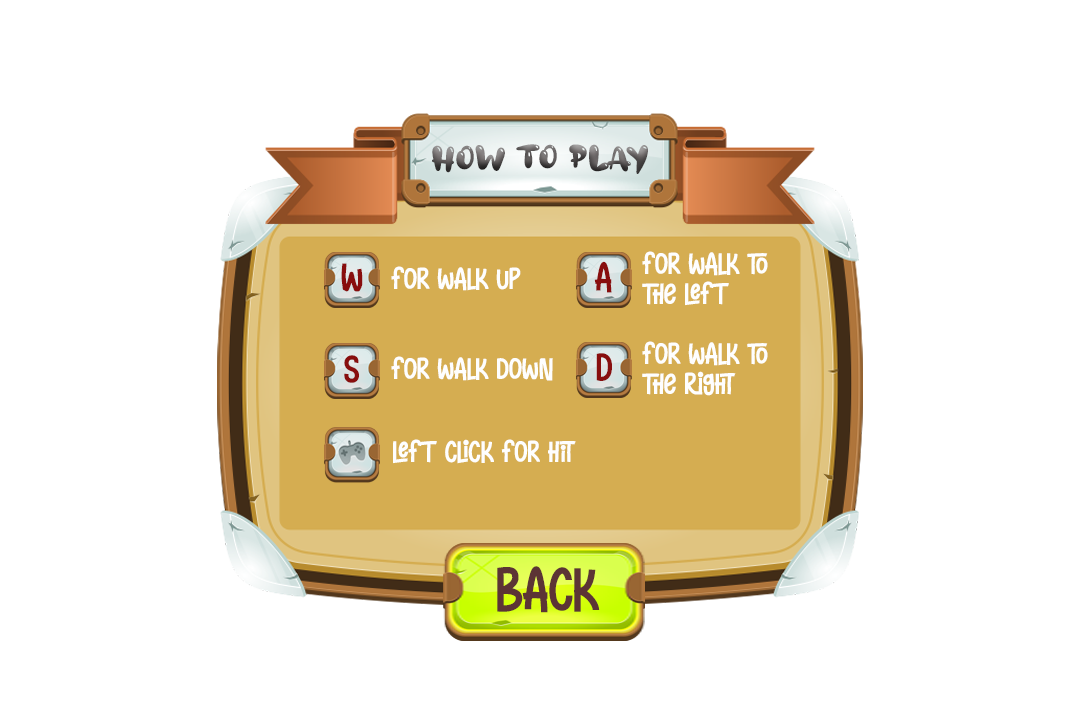 HOW TO PLAY
W FOR WALK UP
A FOR WALK TO
THE LEFT
S FOR WALK DOWN
D FOR WALK TO
THE RIGHT
LEFT CLICK FOR HIT
BACK